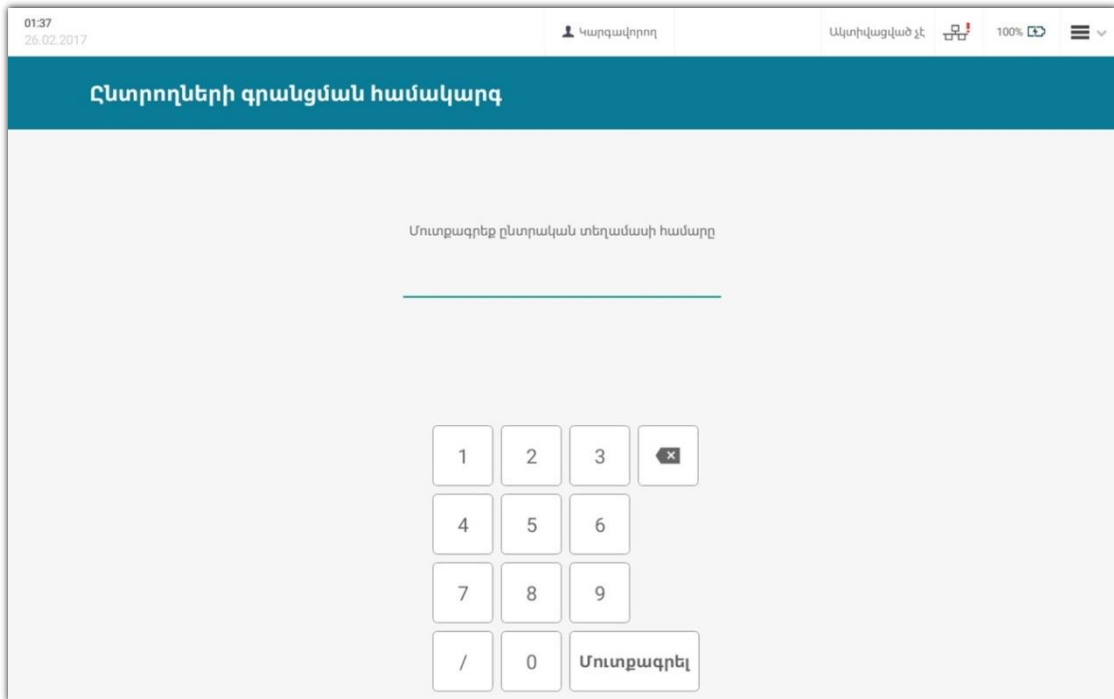 01:37
26.02.2017
Կարգավորող
Ակտիվացված չէ
100%
Ընտրողների գրանցման համակարգ
Մուտքագրեք ընտրական տեղամասի համարը
1 2 3
4 5 6
7 8 9
/ 0 Մուտքագրել